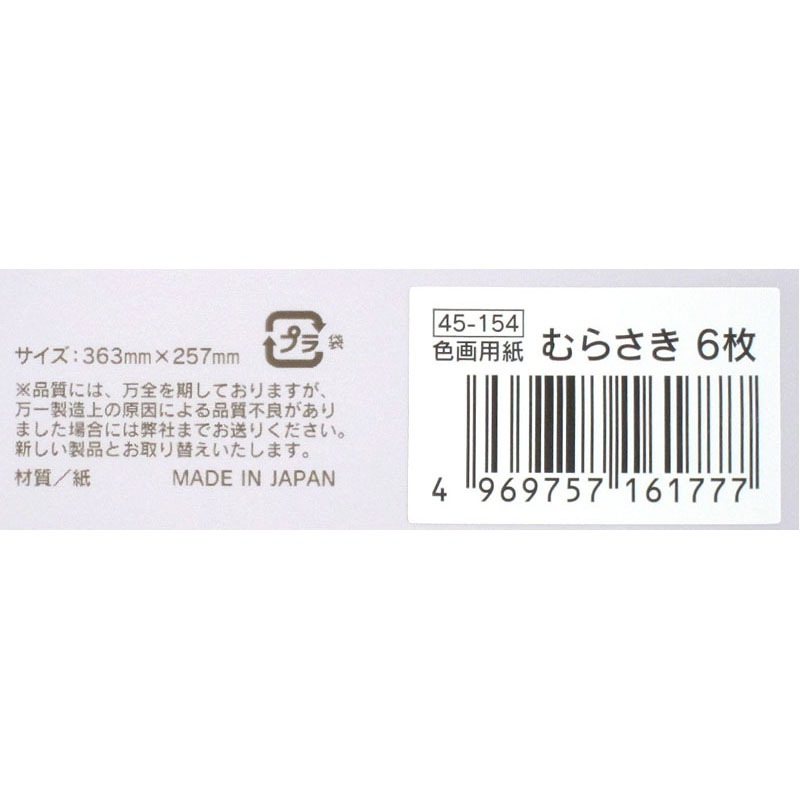 サイズ:363mm×257mm
プラ 袋
※品質には、万全を期しておりますが、
万一製造上の原因による品質不良があり
ました場合には弊社までお送りください。
新しい製品とお取り替えいたします。
材質／紙 MADE IN JAPAN
45-154
色画用紙 むらさき 6枚
4 969757 161777